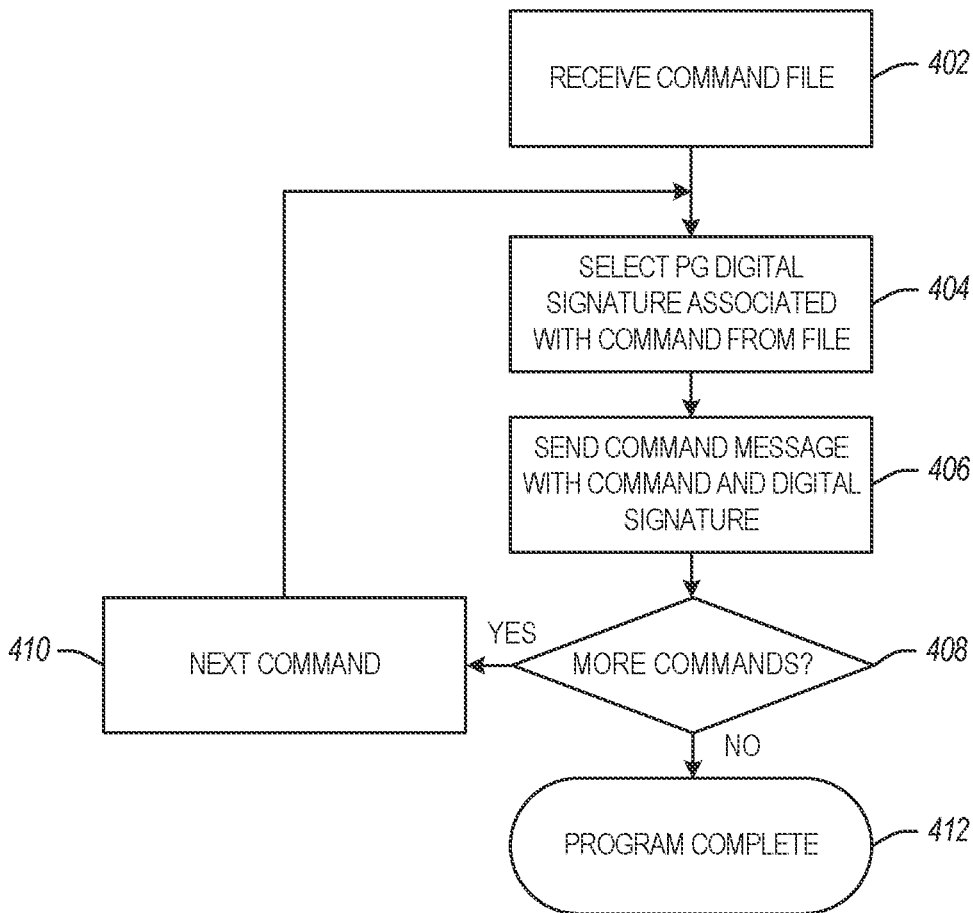 RECEIVE COMMAND FILE
402
SELECT PG DIGITAL
SIGNATURE ASSOCIATED
WITH COMMAND FROM FILE
404
SEND COMMAND MESSAGE
WITH COMMAND AND DIGITAL
SIGNATURE
406
MORE COMMANDS?
408
YES
NEXT COMMAND
410
NO
PROGRAM COMPLETE
412